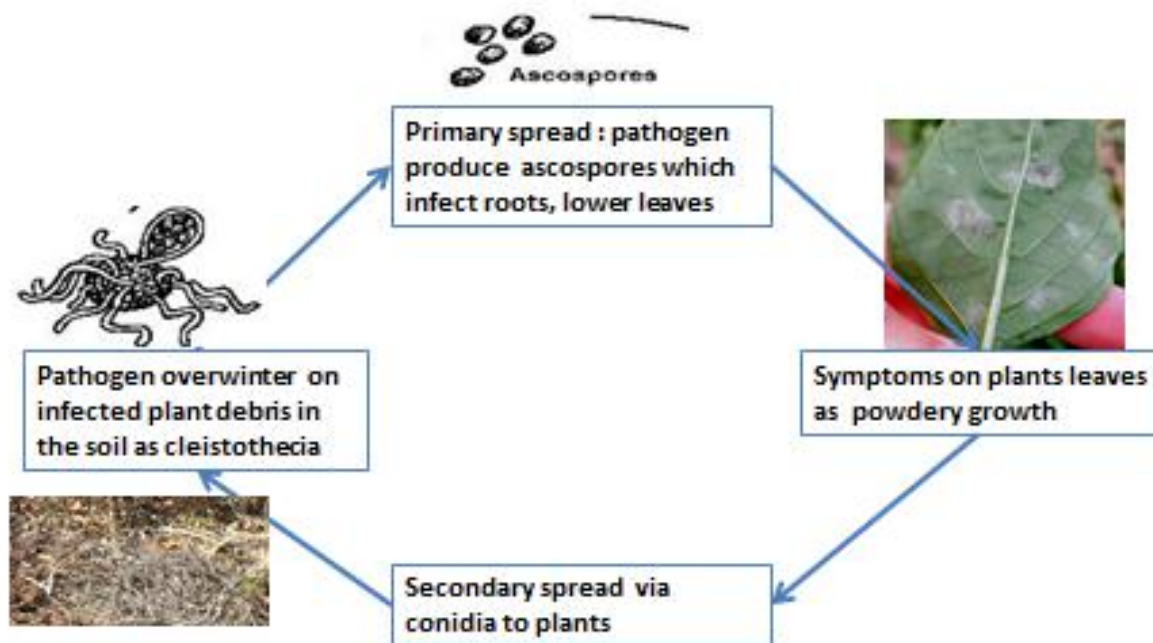 Ascospores
Primary spread : pathogen
produce ascospores which
infect roots, lower leaves
Symptoms on plants leaves
as powdery growth
Secondary spread via
conidia to plants
Pathogen overwinter on
infected plant debris in
the soil as cleistothecia